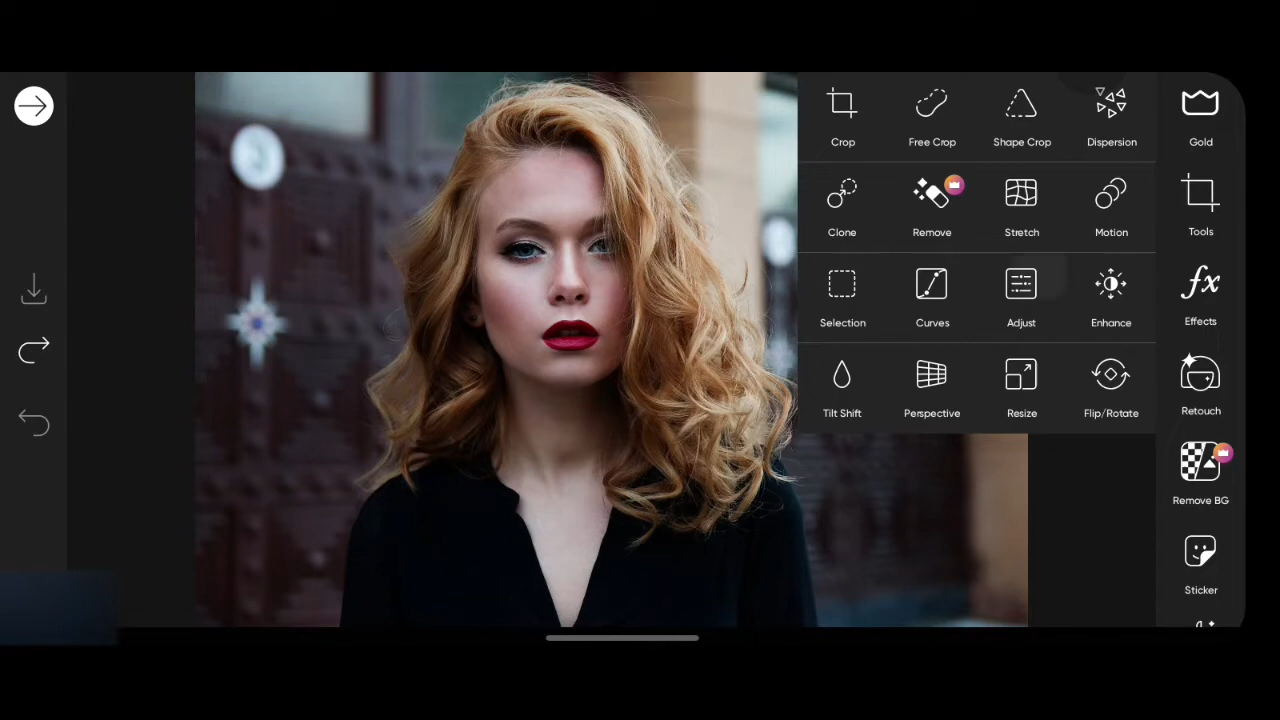 Crop Free Crop Shape Crop Dispersion Gold
Clone Remove Stretch Motion Tools
Selection Curves Adjust Enhance Effects
Tilt Shift Perspective Resize Flip/Rotate Retouch
Remove BG
Sticker